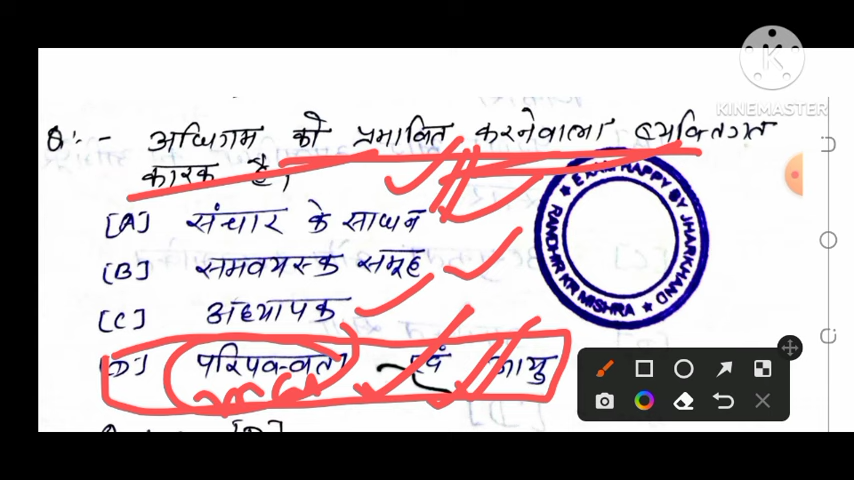 KINEMASTER
Q:- अधिगम को प्रभावित करनेवाला व्यक्तिगत
कारक है।
[A] संचार के साधन
[B] समवयस्क समूह
[C] अध्यापक
[D] परिपक्वता एवं आयु
[D]
EXAM HAPPY BY JHARKHAND
RANDHIR KR MISHRA